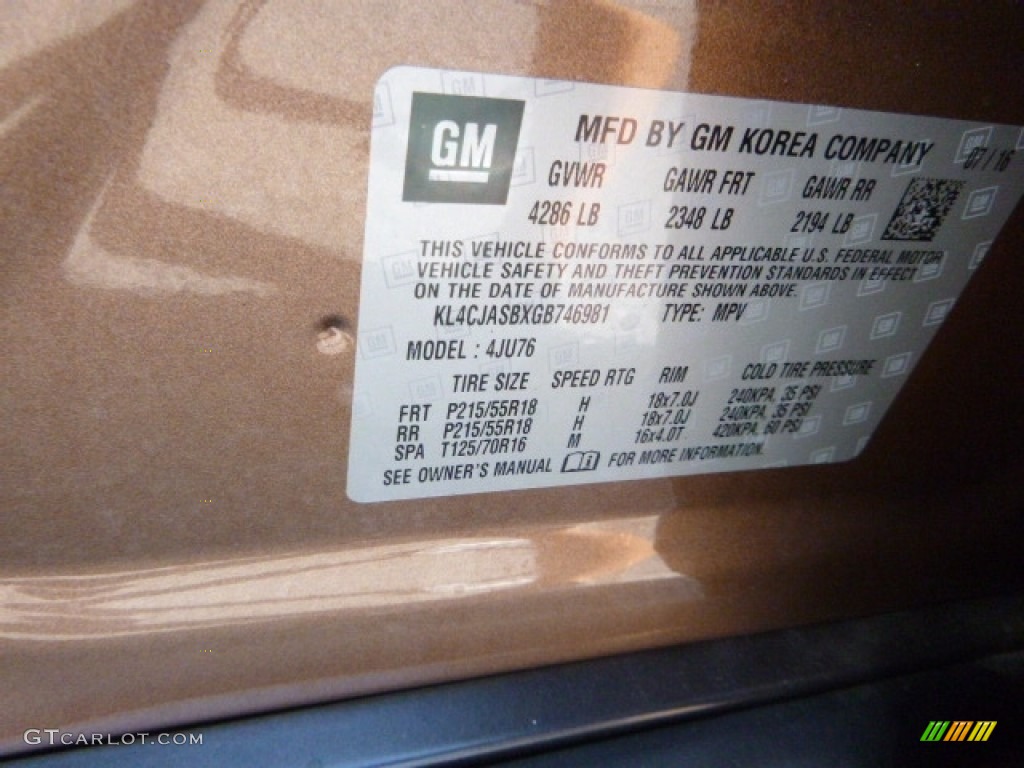 GM
MFD BY GM KOREA COMPANY 07/16
GVWR GAWR FRT GAWR RR
4286 LB 2348 LB 2194 LB
THIS VEHICLE CONFORMS TO ALL APPLICABLE U.S. FEDERAL MOTOR
VEHICLE SAFETY AND THEFT PREVENTION STANDARDS IN EFFECT
ON THE DATE OF MANUFACTURE SHOWN ABOVE.
KL4CJASBXGB746981 TYPE: MPV
MODEL : 4JU76
TIRE SIZE SPEED RTG RIM COLD TIRE PRESSURE
FRT P215/55R18 H 18x7.0J 240KPA, 35 PSI
RR P215/55R18 H 18x7.0J 240KPA, 35 PSI
SPA T125/70R16 M 16x4.0T 420KPA, 60 PSI
SEE OWNER'S MANUAL FOR MORE INFORMATION.
GTCARLOT.COM